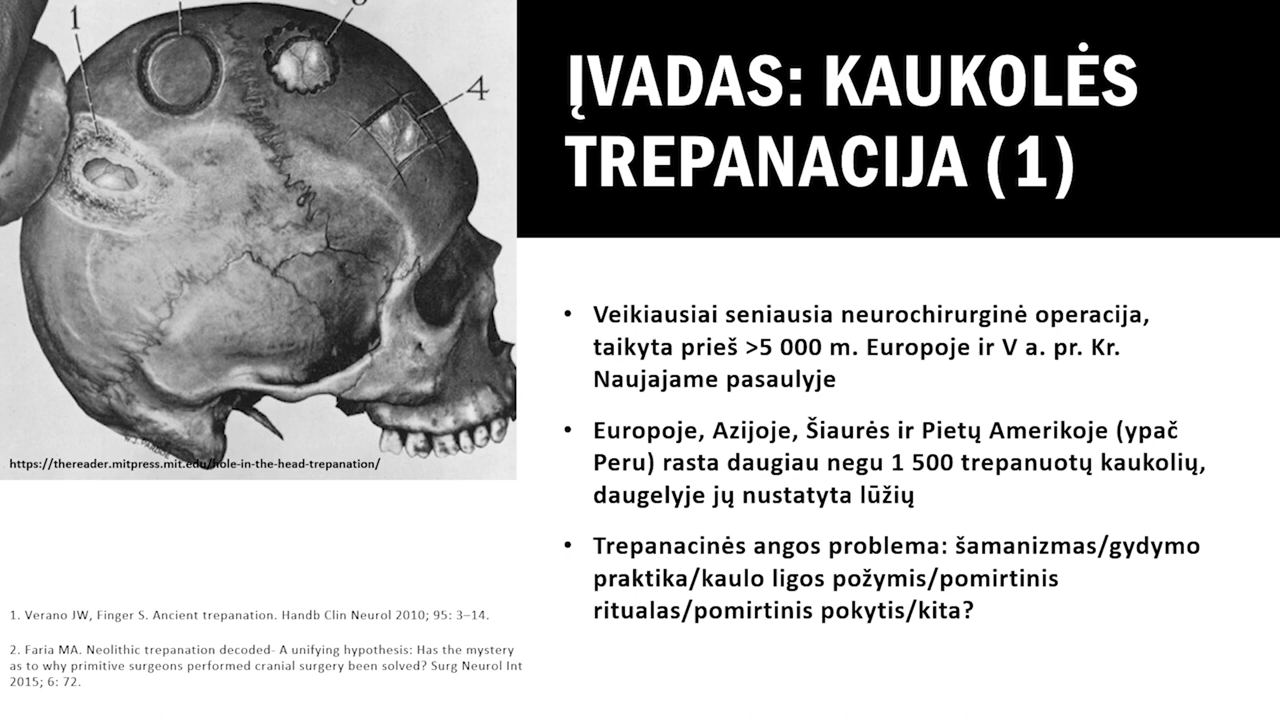 1
4
ĮVADAS: KAUKOLĖS
TREPANACIJA (1)
• Veikiausiai seniausia neurochirurginė operacija,
taikyta prieš >5 000 m. Europoje ir V a. pr. Kr.
Naujajame pasaulyje
• Europoje, Azijoje, Šiaurės ir Pietų Amerikoje (ypač
Peru) rasta daugiau negu 1 500 trepanuotų kaukolių,
daugelyje jų nustatyta lūžių
• Trepanacinės angos problema: šamanizmas/gydymo
praktika/kaulo ligos požymis/pomirtinis
ritualas/pomirtinis pokytis/kita?
https://thereader.mitpress.mit.edu/hole-in-the-head-trepanation/
1. Verano JW, Finger S. Ancient trepanation. Handb Clin Neurol 2010; 95: 3–14.
2. Faria MA. Neolithic trepanation decoded- A unifying hypothesis: Has the mystery
as to why primitive surgeons performed cranial surgery been solved? Surg Neurol Int
2015; 6: 72.